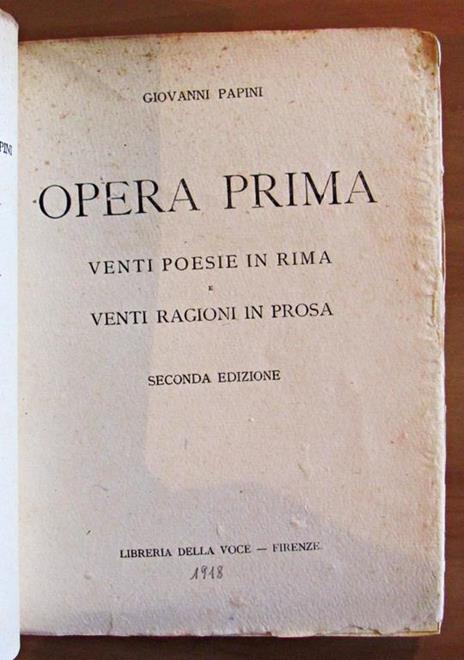 GIOVANNI PAPINI
OPERA PRIMA
VENTI POESIE IN RIMA
E
VENTI RAGIONI IN PROSA
SECONDA EDIZIONE
LIBRERIA DELLA VOCE — FIRENZE
1918